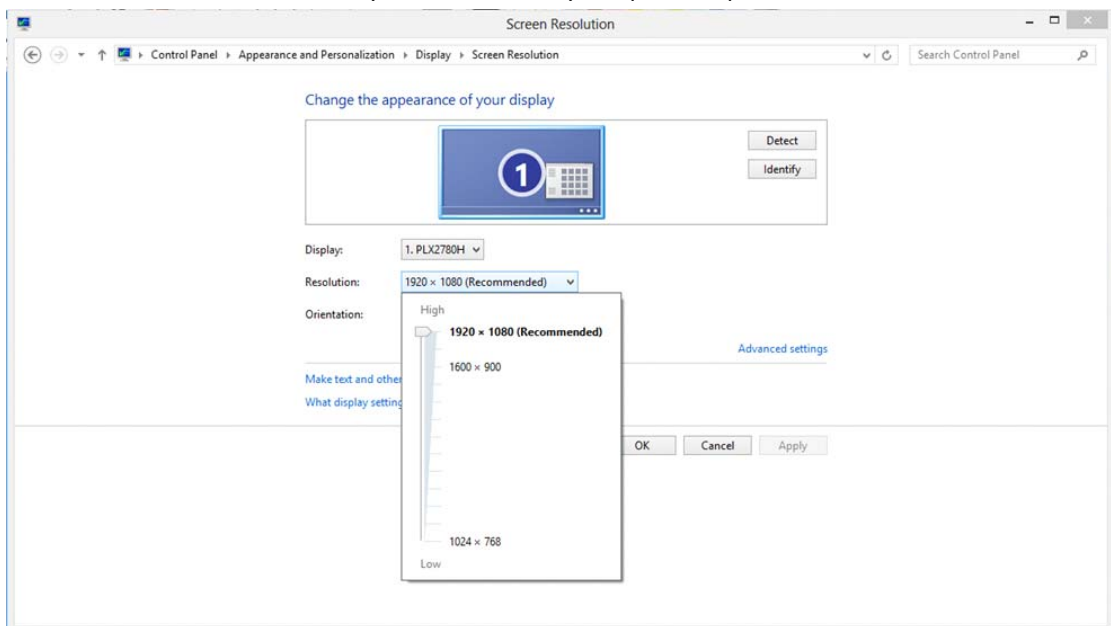 Screen Resolution
Control Panel Appearance and Personalization Display Screen Resolution
Search Control Panel
Change the appearance of your display
1
Detect
Identify
Display: 1. PLX2780H
Resolution: 1920 × 1080 (Recommended)
Orientation:
High
1920 × 1080 (Recommended)
1600 × 900
1024 × 768
Low
Advanced settings
Make text and other
What display setting
OK Cancel Apply